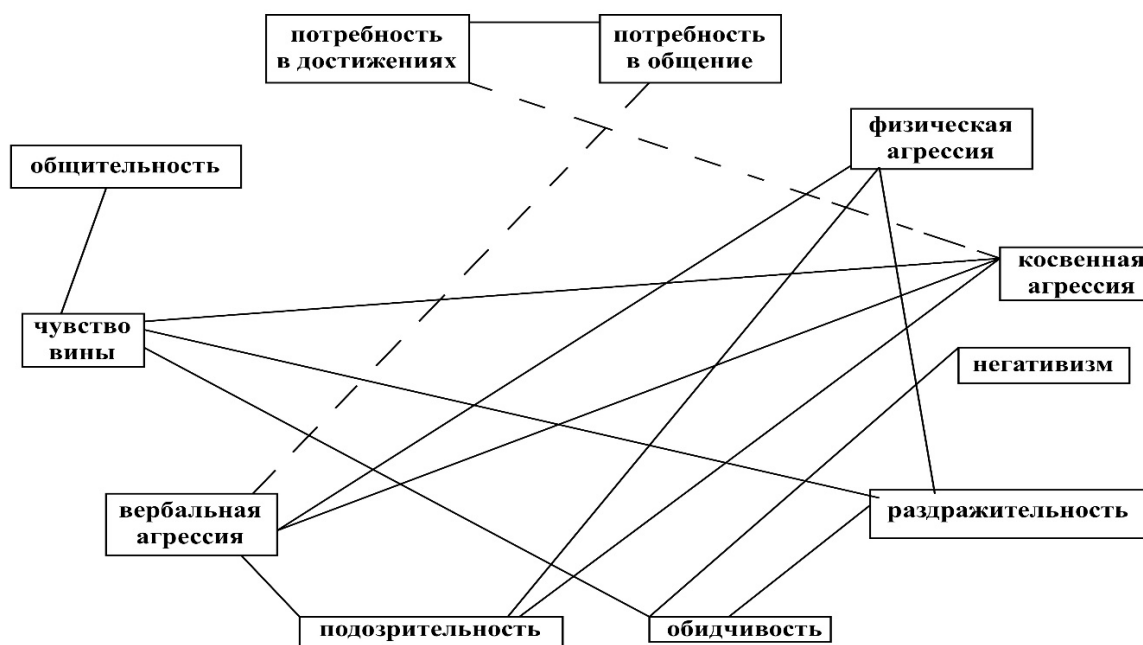 потребность
в достижениях
потребность
в общение
физическая
агрессия
общительность
косвенная
агрессия
чувство
вины
негативизм
вербальная
агрессия
раздражительность
подозрительность
обидчивость